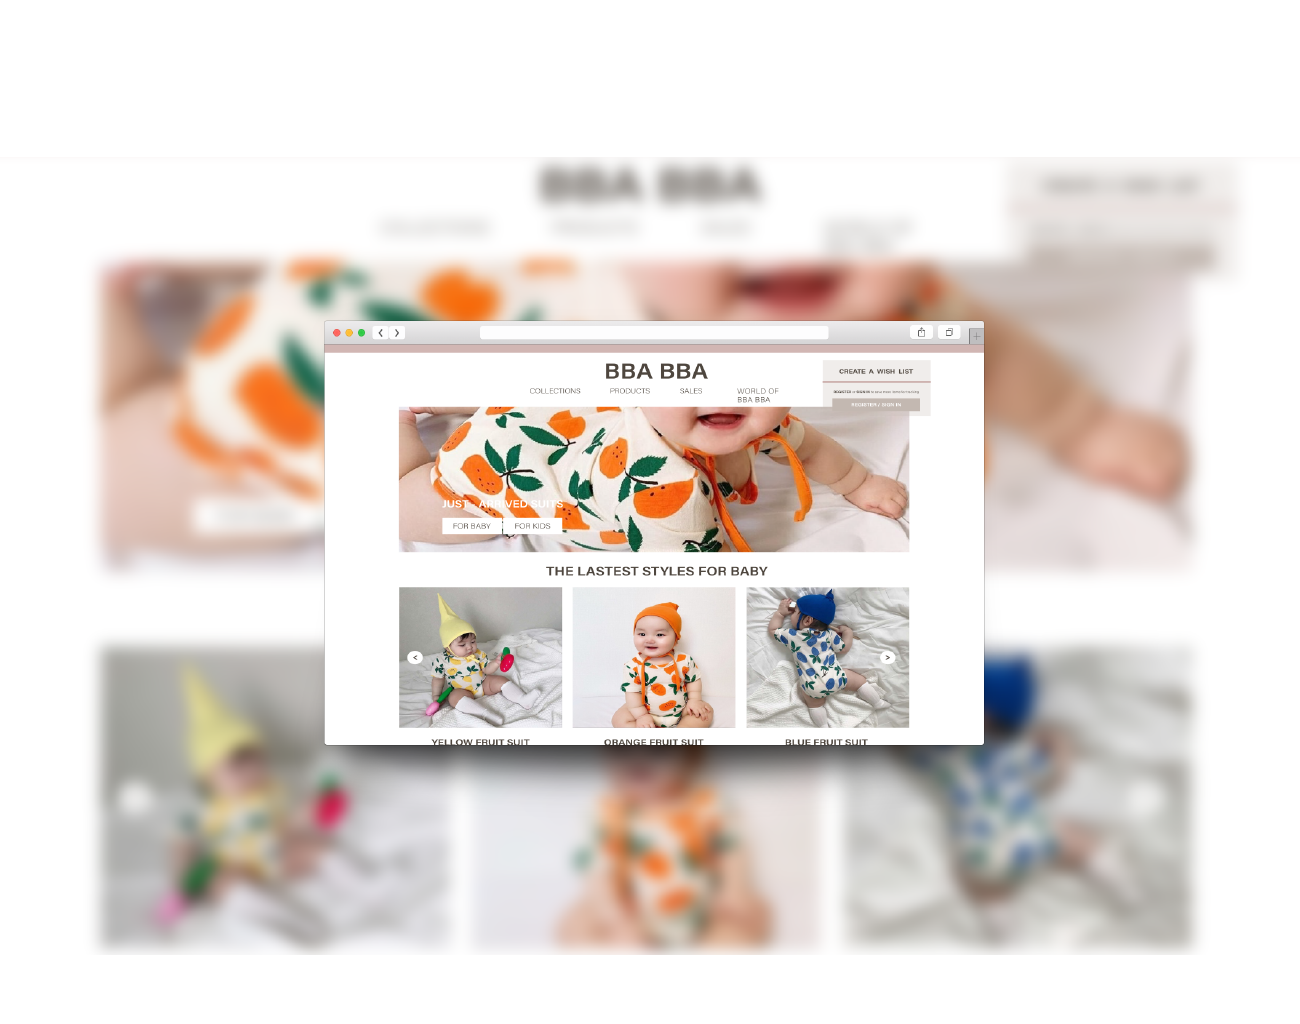 BBA BBA
COLLECTIONS
PRODUCTS
SALES
WORLD OF
BBA BBA
CREATE A WISH LIST
REGISTER / SIGN IN
JUST - ARRIVED SUITS
FOR BABY
FOR KIDS
THE LASTEST STYLES FOR BABY
YELLOW FRUIT SUIT
ORANGE FRUIT SUIT
BLUE FRUIT SUIT